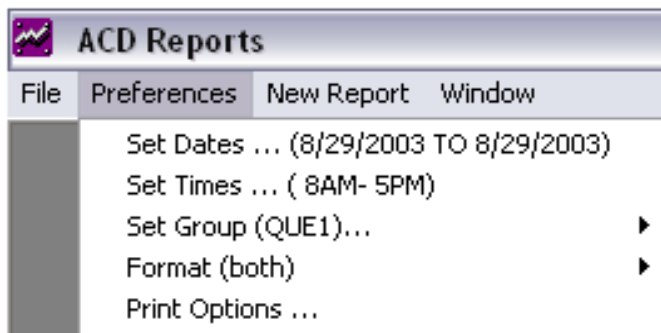 ACD Reports
File Preferences New Report Window
Set Dates ... (8/29/2003 TO 8/29/2003)
Set Times ... ( 8AM- 5PM)
Set Group (QUE1)...
Format (both)
Print Options ...